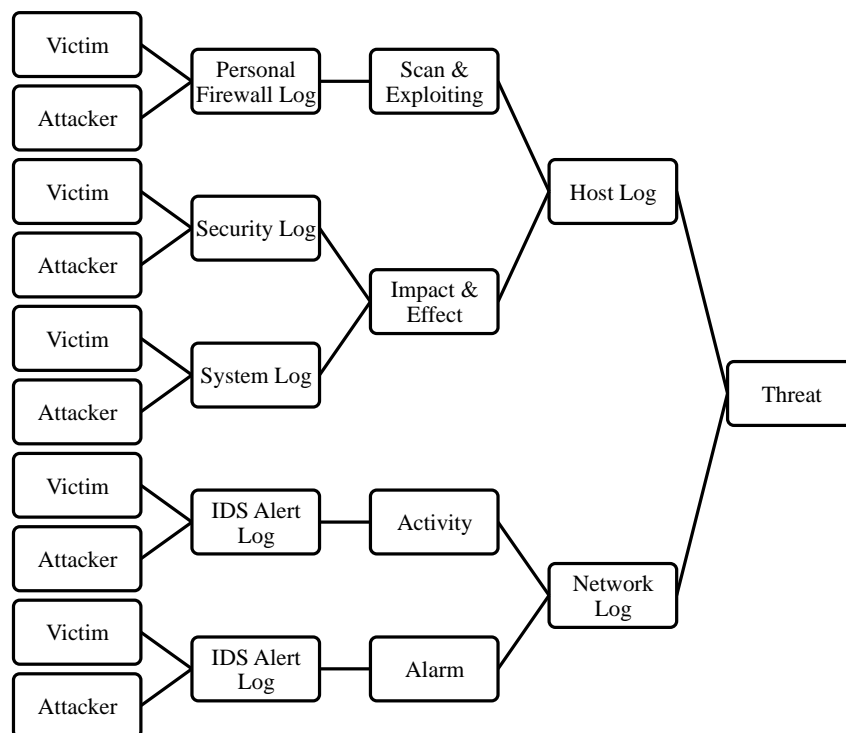 Victim
Attacker
Personal
Firewall Log
Scan &
Exploiting
Victim
Attacker
Security Log
Victim
Attacker
System Log
Impact &
Effect
Host Log
Victim
Attacker
IDS Alert
Log
Activity
Victim
Attacker
IDS Alert
Log
Alarm
Network
Log
Threat